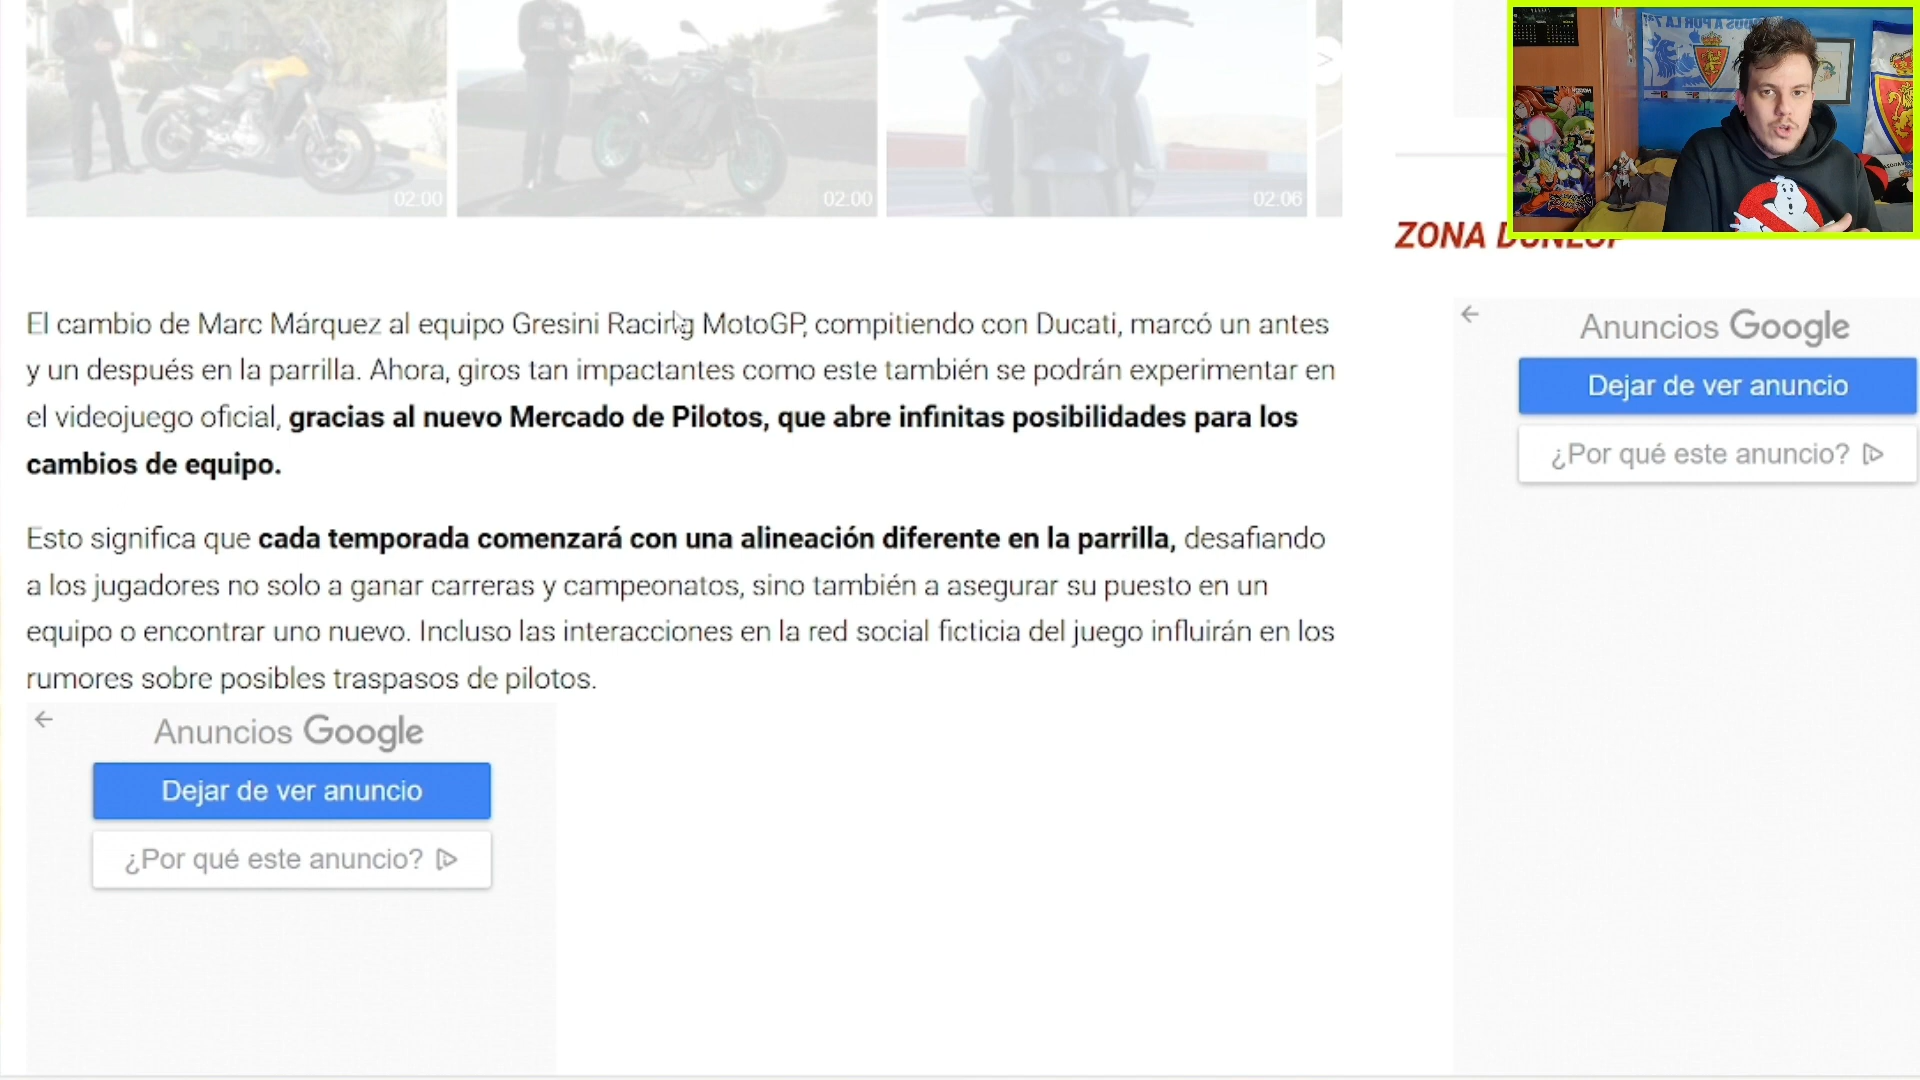 02:00
02:00
02:06
>
ZONA DUNLOP
El cambio de Marc Márquez al equipo Gresini Racing MotoGP, compitiendo con Ducati, marcó un antes
y un después en la parrilla. Ahora, giros tan impactantes como este también se podrán experimentar en
el videojuego oficial, gracias al nuevo Mercado de Pilotos, que abre infinitas posibilidades para los
cambios de equipo.
Esto significa que cada temporada comenzará con una alineación diferente en la parrilla, desafiando
a los jugadores no solo a ganar carreras y campeonatos, sino también a asegurar su puesto en un
equipo o encontrar uno nuevo. Incluso las interacciones en la red social ficticia del juego influirán en los
rumores sobre posibles traspasos de pilotos.
Anuncios Google
Dejar de ver anuncio
¿Por qué este anuncio?
Anuncios Google
Dejar de ver anuncio
¿Por qué este anuncio?